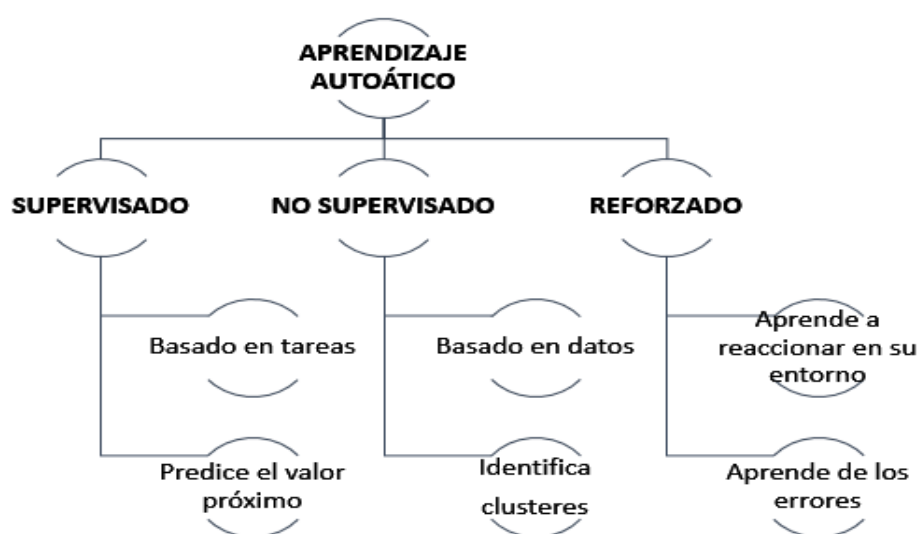 APRENDIZAJE
AUTOÁTICO
SUPERVISADO
NO SUPERVISADO
REFORZADO
Basado en tareas
Basado en datos
Aprende a
reaccionar en su
entorno
Predice el valor
próximo
Identifica
clusteres
Aprende de los
errores